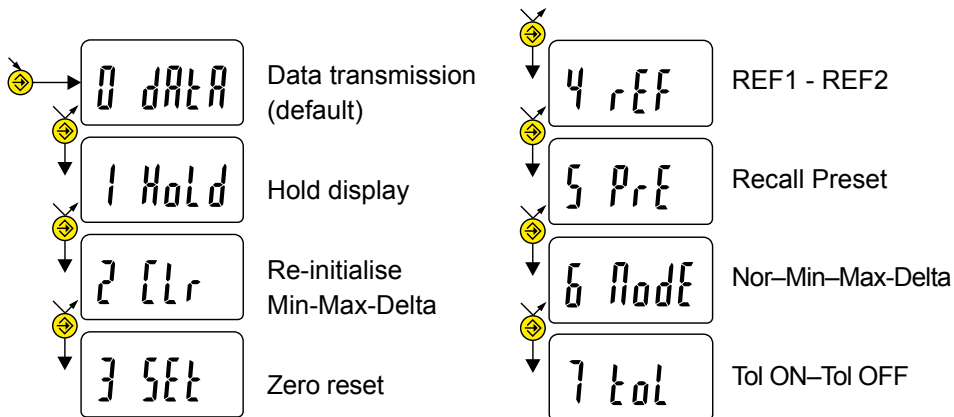 0 dAtA
Data transmission
(default)
1 Hold
Hold display
2 CLr
Re-initialise
Min-Max-Delta
3 SEt
Zero reset
4 rEF
REF1 - REF2
5 PrE
Recall Preset
6 ModE
Nor–Min–Max-Delta
7 toL
Tol ON–Tol OFF